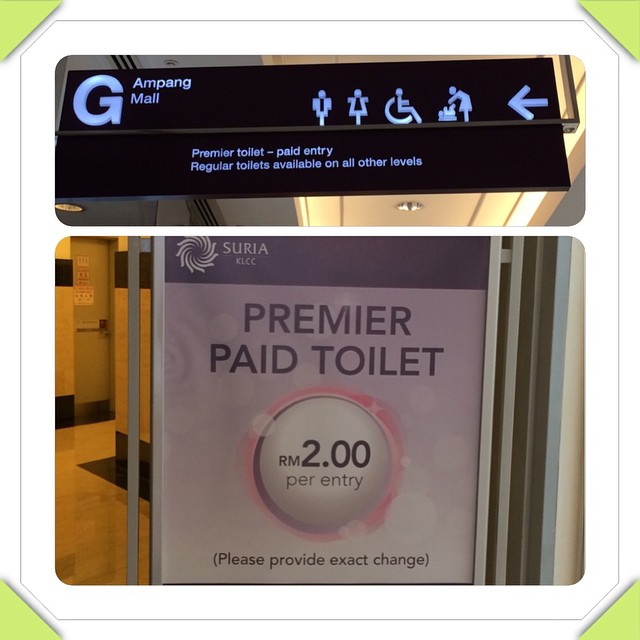 G
Ampang
Mall
Premier toilet – paid entry
Regular toilets available on all other levels
SURIA
KLCC
PREMIER
PAID TOILET
RM2.00
per entry
(Please provide exact change)